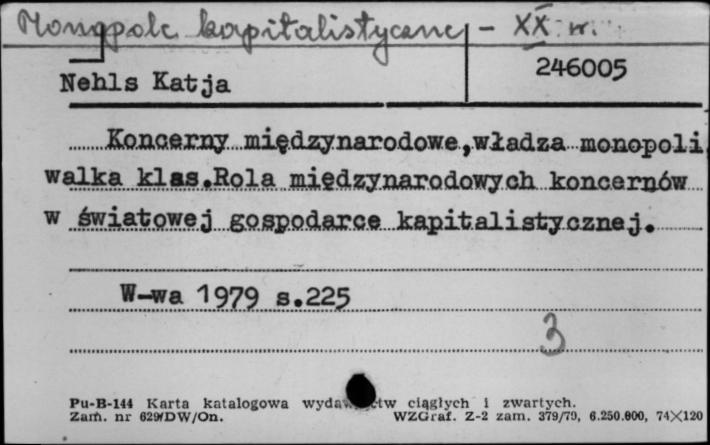 Monopole kapitalistyczne - XX w.
246005
Nehls Katja
Koncerny międzynarodowe,władza monopoli,
walka klas.Rola międzynarodowych koncernów
w światowej gospodarce kapitalistycznej.
W-wa 1979 s.225
3
Pu-B-144 Karta katalogowa ciągłych i zwartych.
Zam. nr 629/DW/On. WZGraf. Z-2 zam. 379/79, 6.250.000, 74X120